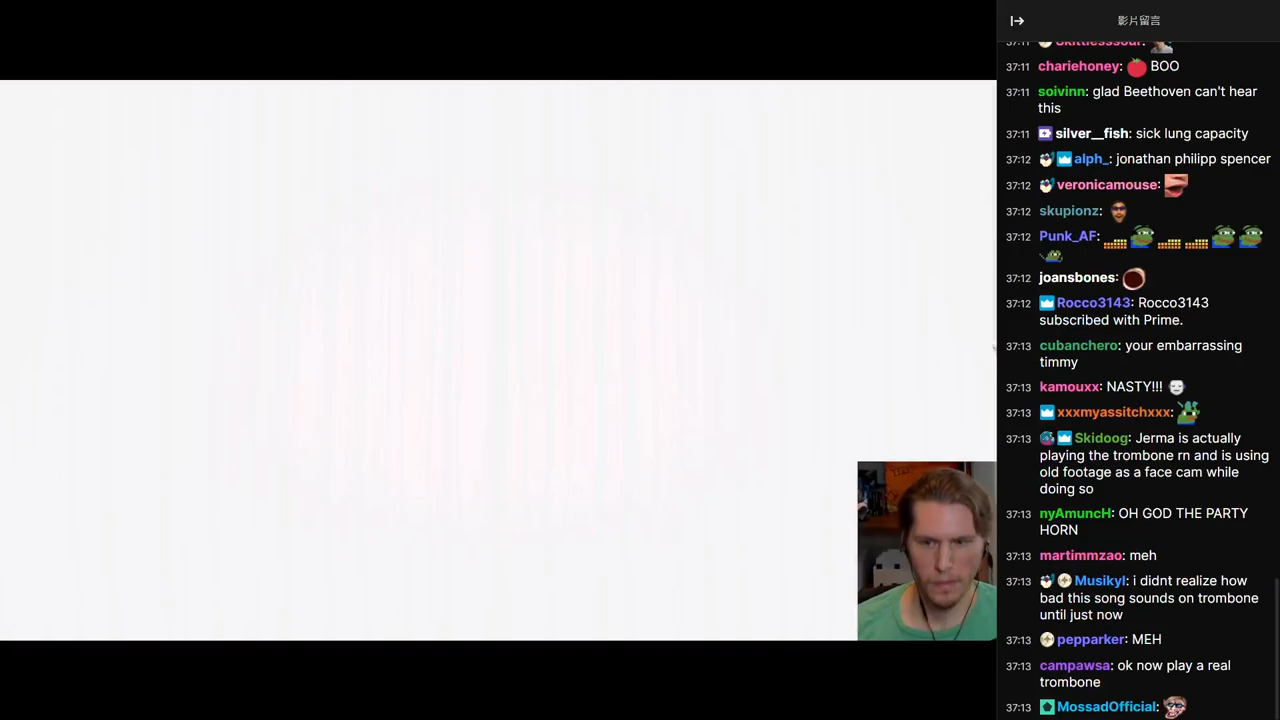 影片留言
37:11 Skittlesssour:
37:11 chariehoney: BOO
37:11 soivinn: glad Beethoven can't hear
this
37:11 silver__fish: sick lung capacity
37:12 alph_: jonathan philipp spencer
37:12 veronicamouse:
37:12 skupionz:
37:12 Punk_AF:
37:12 joansbones:
37:12 Rocco3143: Rocco3143
subscribed with Prime.
37:13 cubanchero: your embarrassing
timmy
37:13 kamouxx: NASTY!!!
37:13 xxxmyassitchxxx:
37:13 Skidoog: Jerma is actually
playing the trombone rn and is using
old footage as a face cam while
doing so
37:13 nyAmuncH: OH GOD THE PARTY
HORN
37:13 martimmzao: meh
37:13 Musikyl: i didnt realize how
bad this song sounds on trombone
until just now
37:13 pepparker: MEH
37:13 campawsa: ok now play a real
trombone
37:13 MossadOfficial: